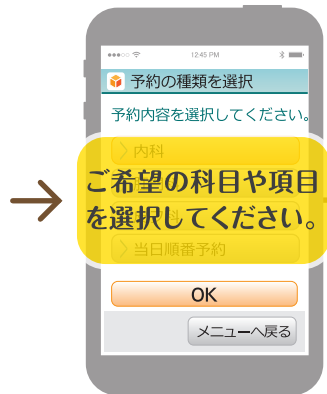 12:45 PM
予約の種類を選択
予約内容を選択してください。
内科
ご希望の科目や項目
を選択してください。
当日順番予約
OK
メニューへ戻る